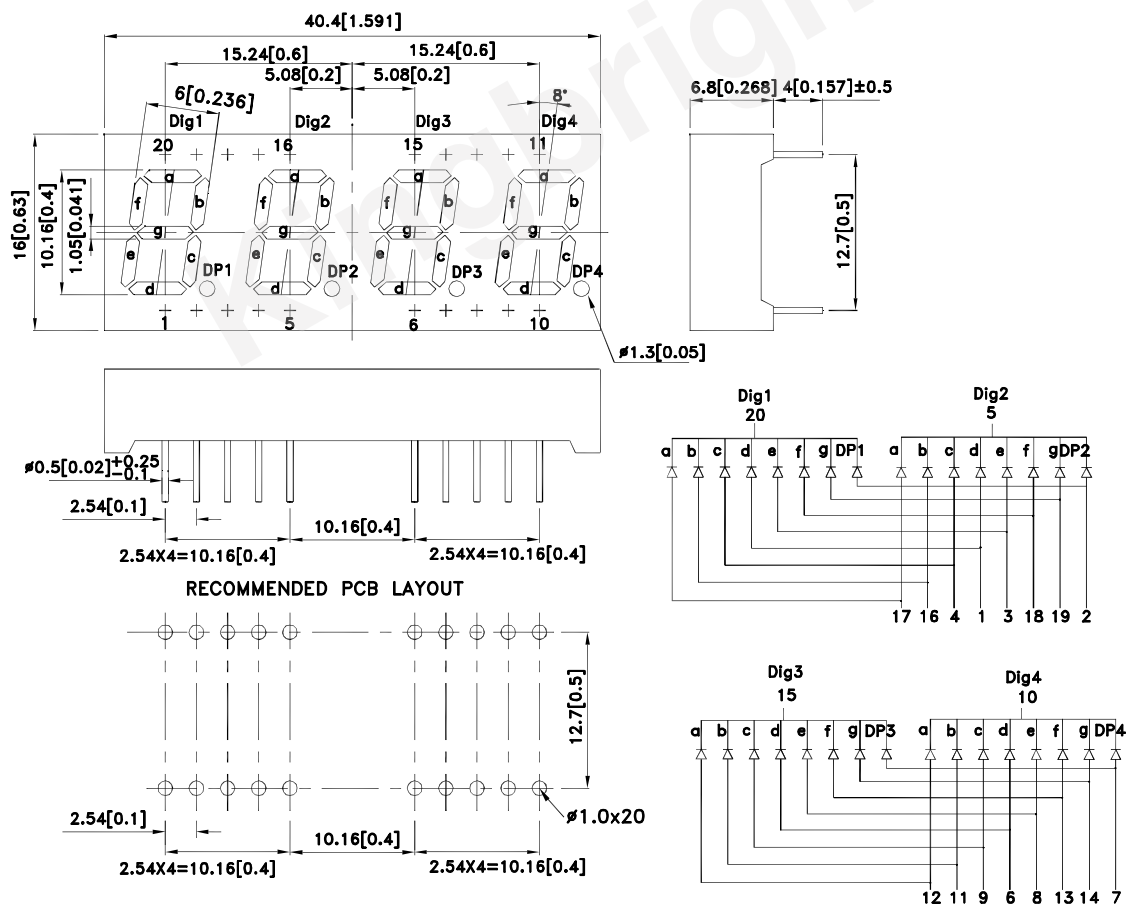 40.4[1.591]
15.24[0.6] 15.24[0.6]
5.08[0.2] 5.08[0.2]
6[0.236] 8°
Dig1 Dig2 Dig3 Dig4
20 16 15 11
a a a a
f b f b f b f b
g g g g
e c e c e c e c
d DP1 d DP2 d DP3 d DP4
1 5 6 10
16[0.63]
10.16[0.4]
1.05[0.041]
ø1.3[0.05]
6.8[0.268] 4[0.157]±0.5
12.7[0.5]
Kingbright
ø0.5[0.02]+0.25
-0.1
2.54[0.1]
10.16[0.4]
2.54X4=10.16[0.4] 2.54X4=10.16[0.4]
RECOMMENDED PCB LAYOUT
12.7[0.5]
2.54[0.1]
ø1.0x20
10.16[0.4]
2.54X4=10.16[0.4] 2.54X4=10.16[0.4]
Dig1 Dig2
20 5
a b c d e f g DP1 a b c d e f g DP2
17 16 4 1 3 18 19 2
Dig3 Dig4
15 10
a b c d e f g DP3 a b c d e f g DP4
12 11 9 6 8 13 14 7